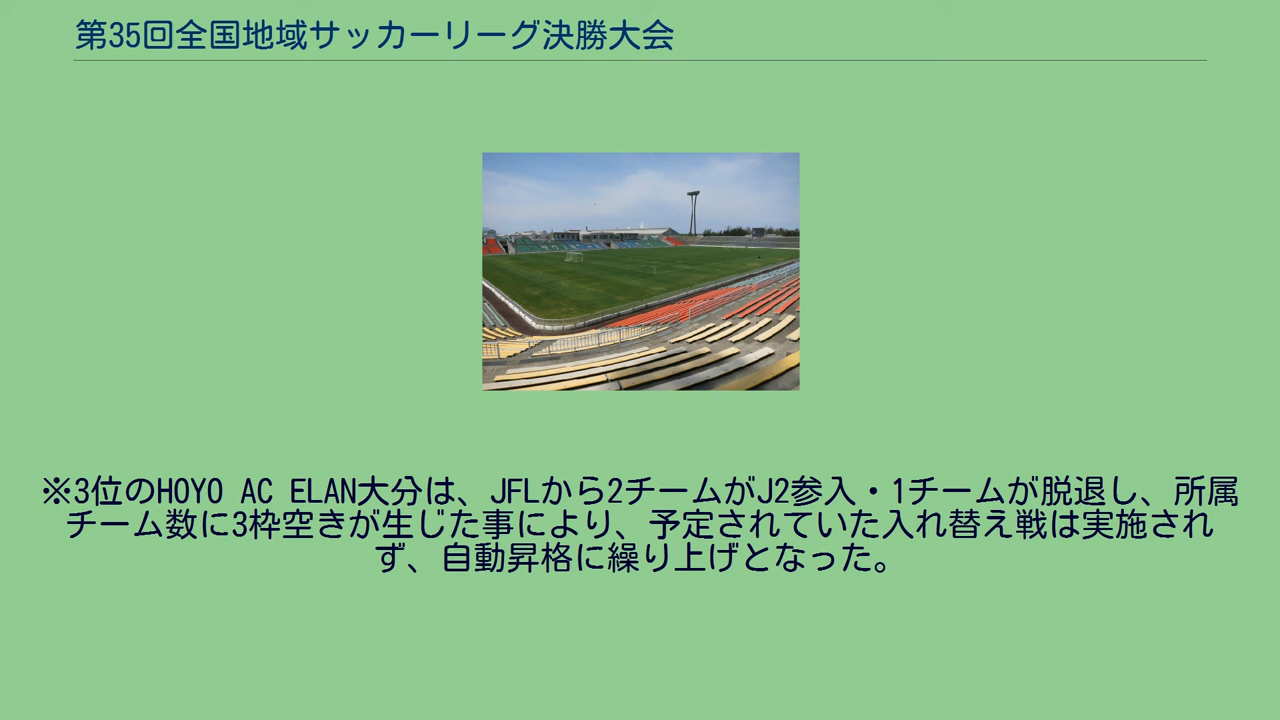 第35回全国地域サッカーリーグ決勝大会
※3位のHOYO AC ELAN大分は、JFLから2チームがJ2参入・1チームが脱退し、所属
チーム数に3枠空きが生じた事により、予定されていた入れ替え戦は実施され
ず、自動昇格に繰り上げとなった。